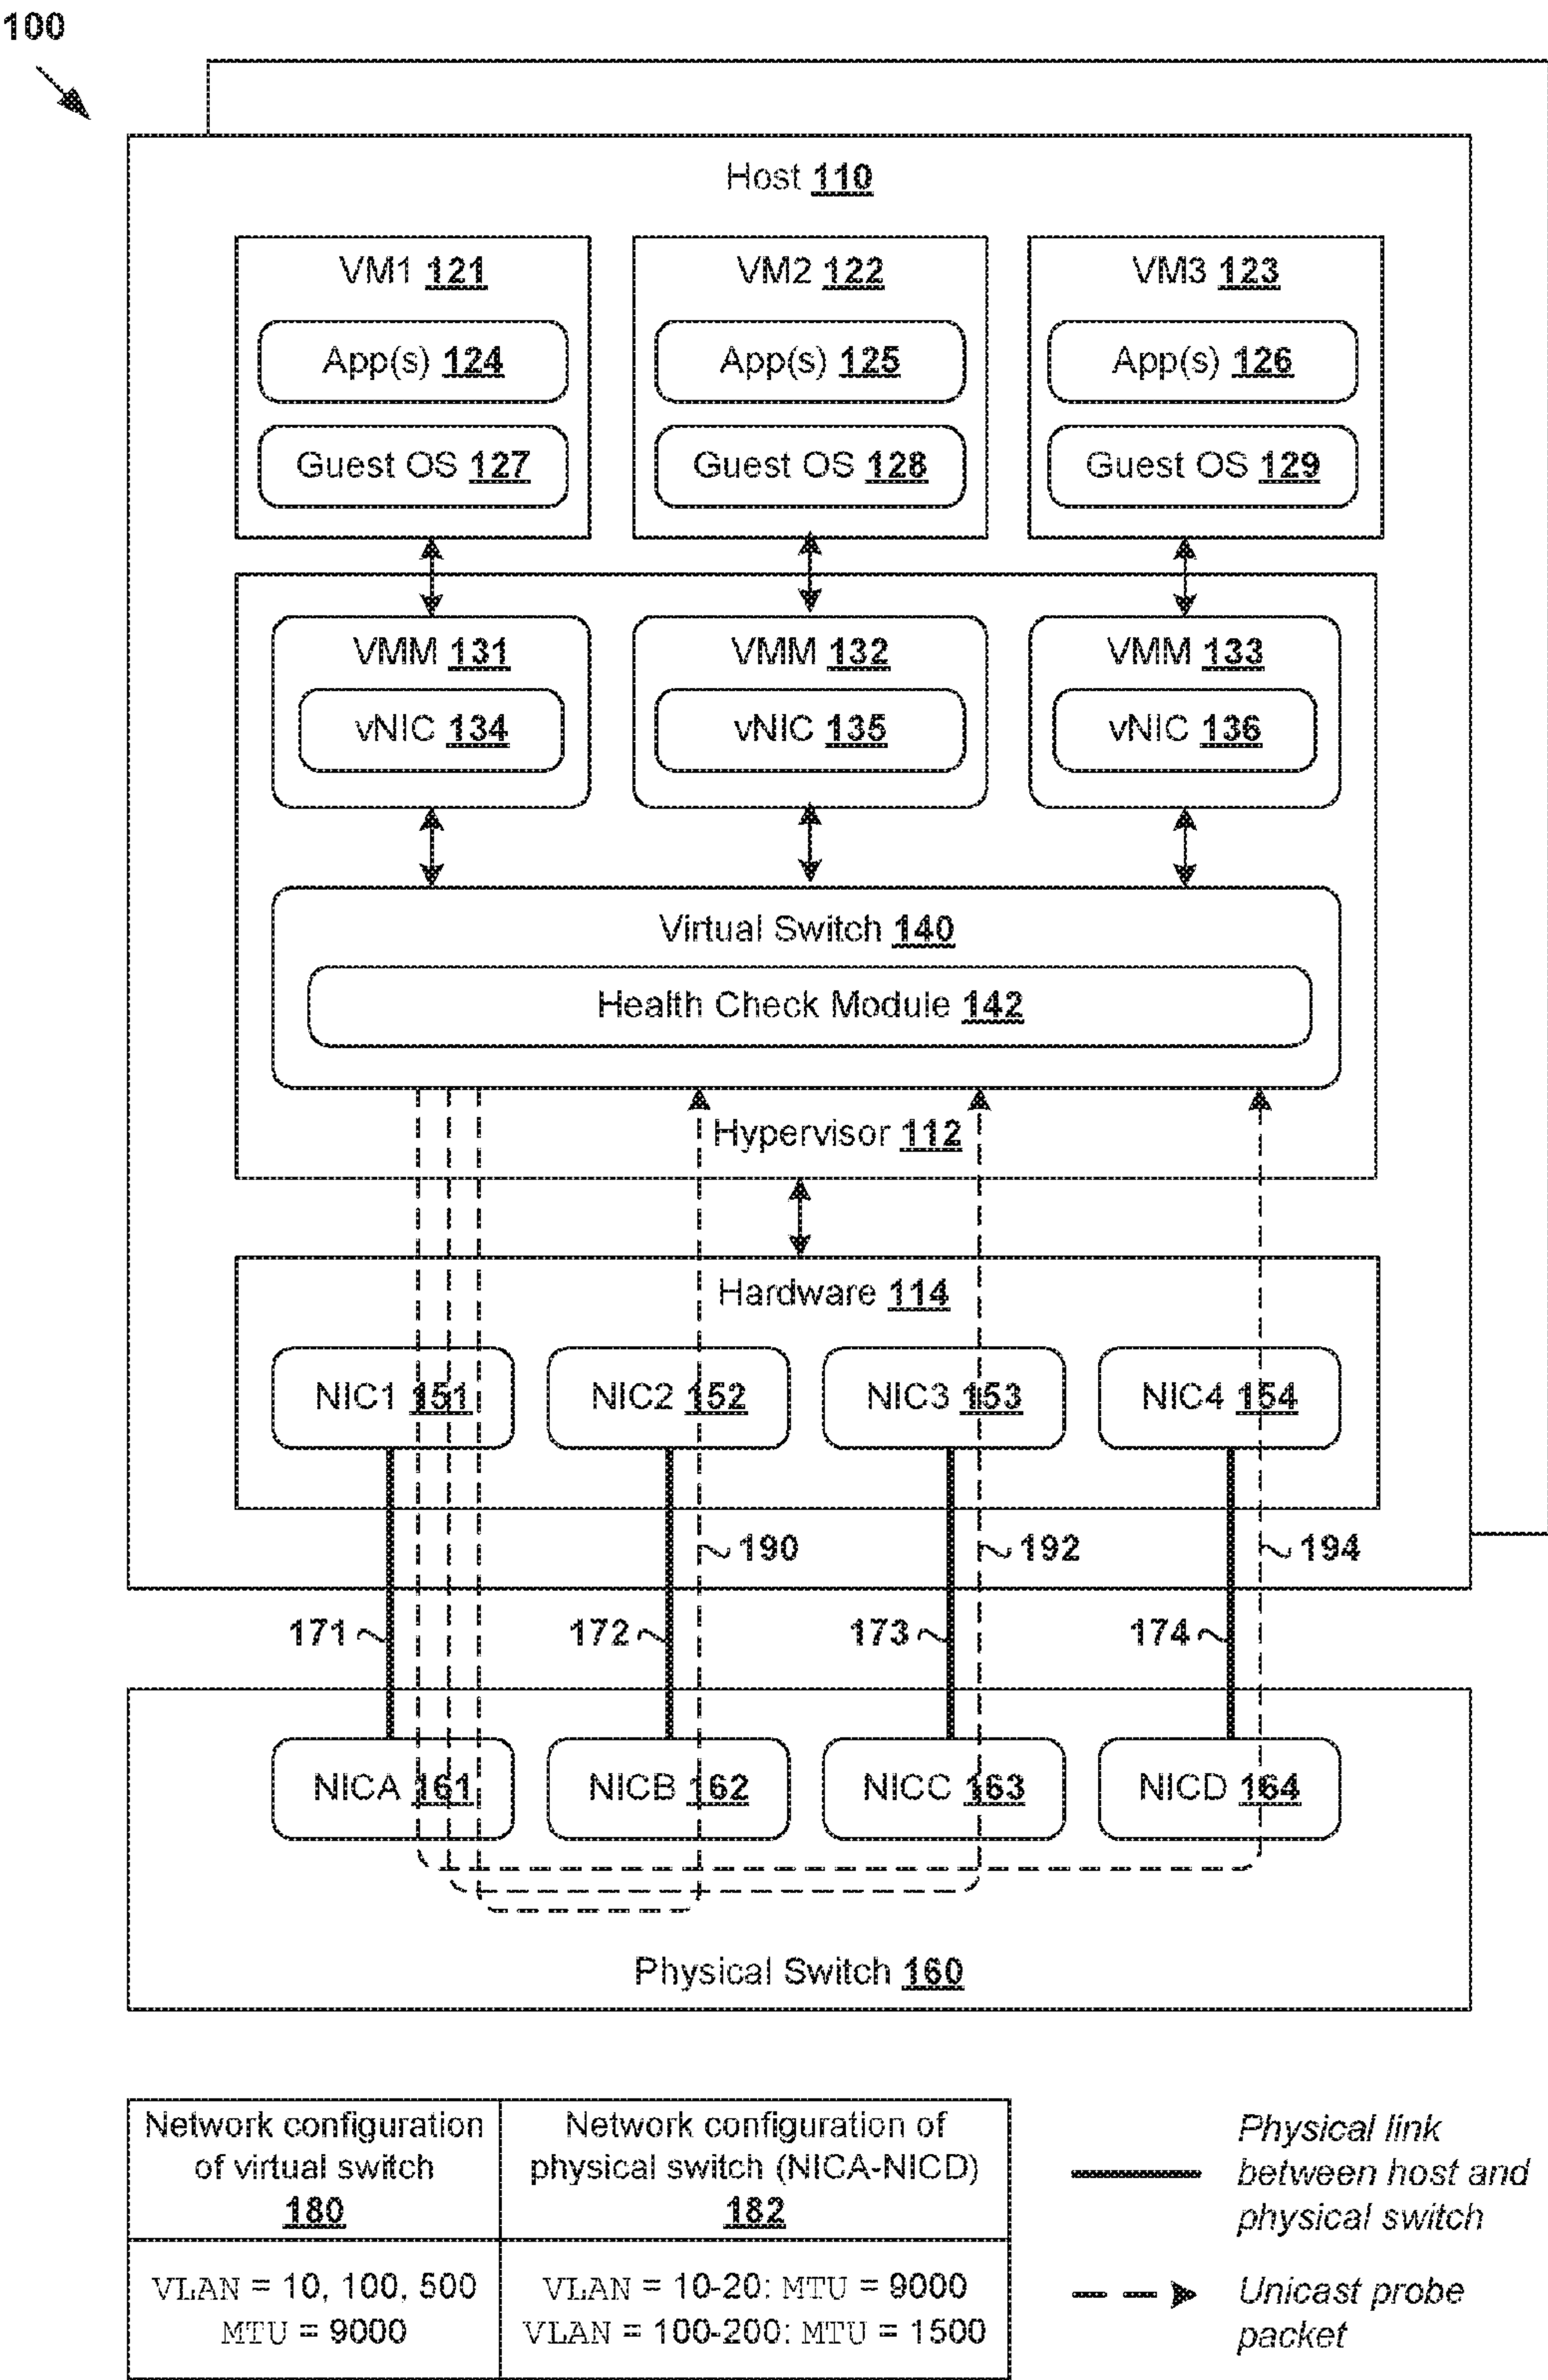 100
Host 110
VM1 121 VM2 122 VM3 123
App(s) 124 App(s) 125 App(s) 126
Guest OS 127 Guest OS 128 Guest OS 129
VMM 131 VMM 132 VMM 133
vNIC 134 vNIC 135 vNIC 136
Virtual Switch 140
Health Check Module 142
Hypervisor 112
Hardware 114
NIC1 151 NIC2 152 NIC3 153 NIC4 154
190 192 194
171 172 173 174
NICA 161 NICB 162 NICC 163 NICD 164
Physical Switch 160
Network configuration
of virtual switch
180
Network configuration of
physical switch (NICA-NICD)
182
VLAN = 10, 100, 500
MTU = 9000
VLAN = 10-20: MTU = 9000
VLAN = 100-200: MTU = 1500
Physical link
between host and
physical switch
Unicast probe
packet